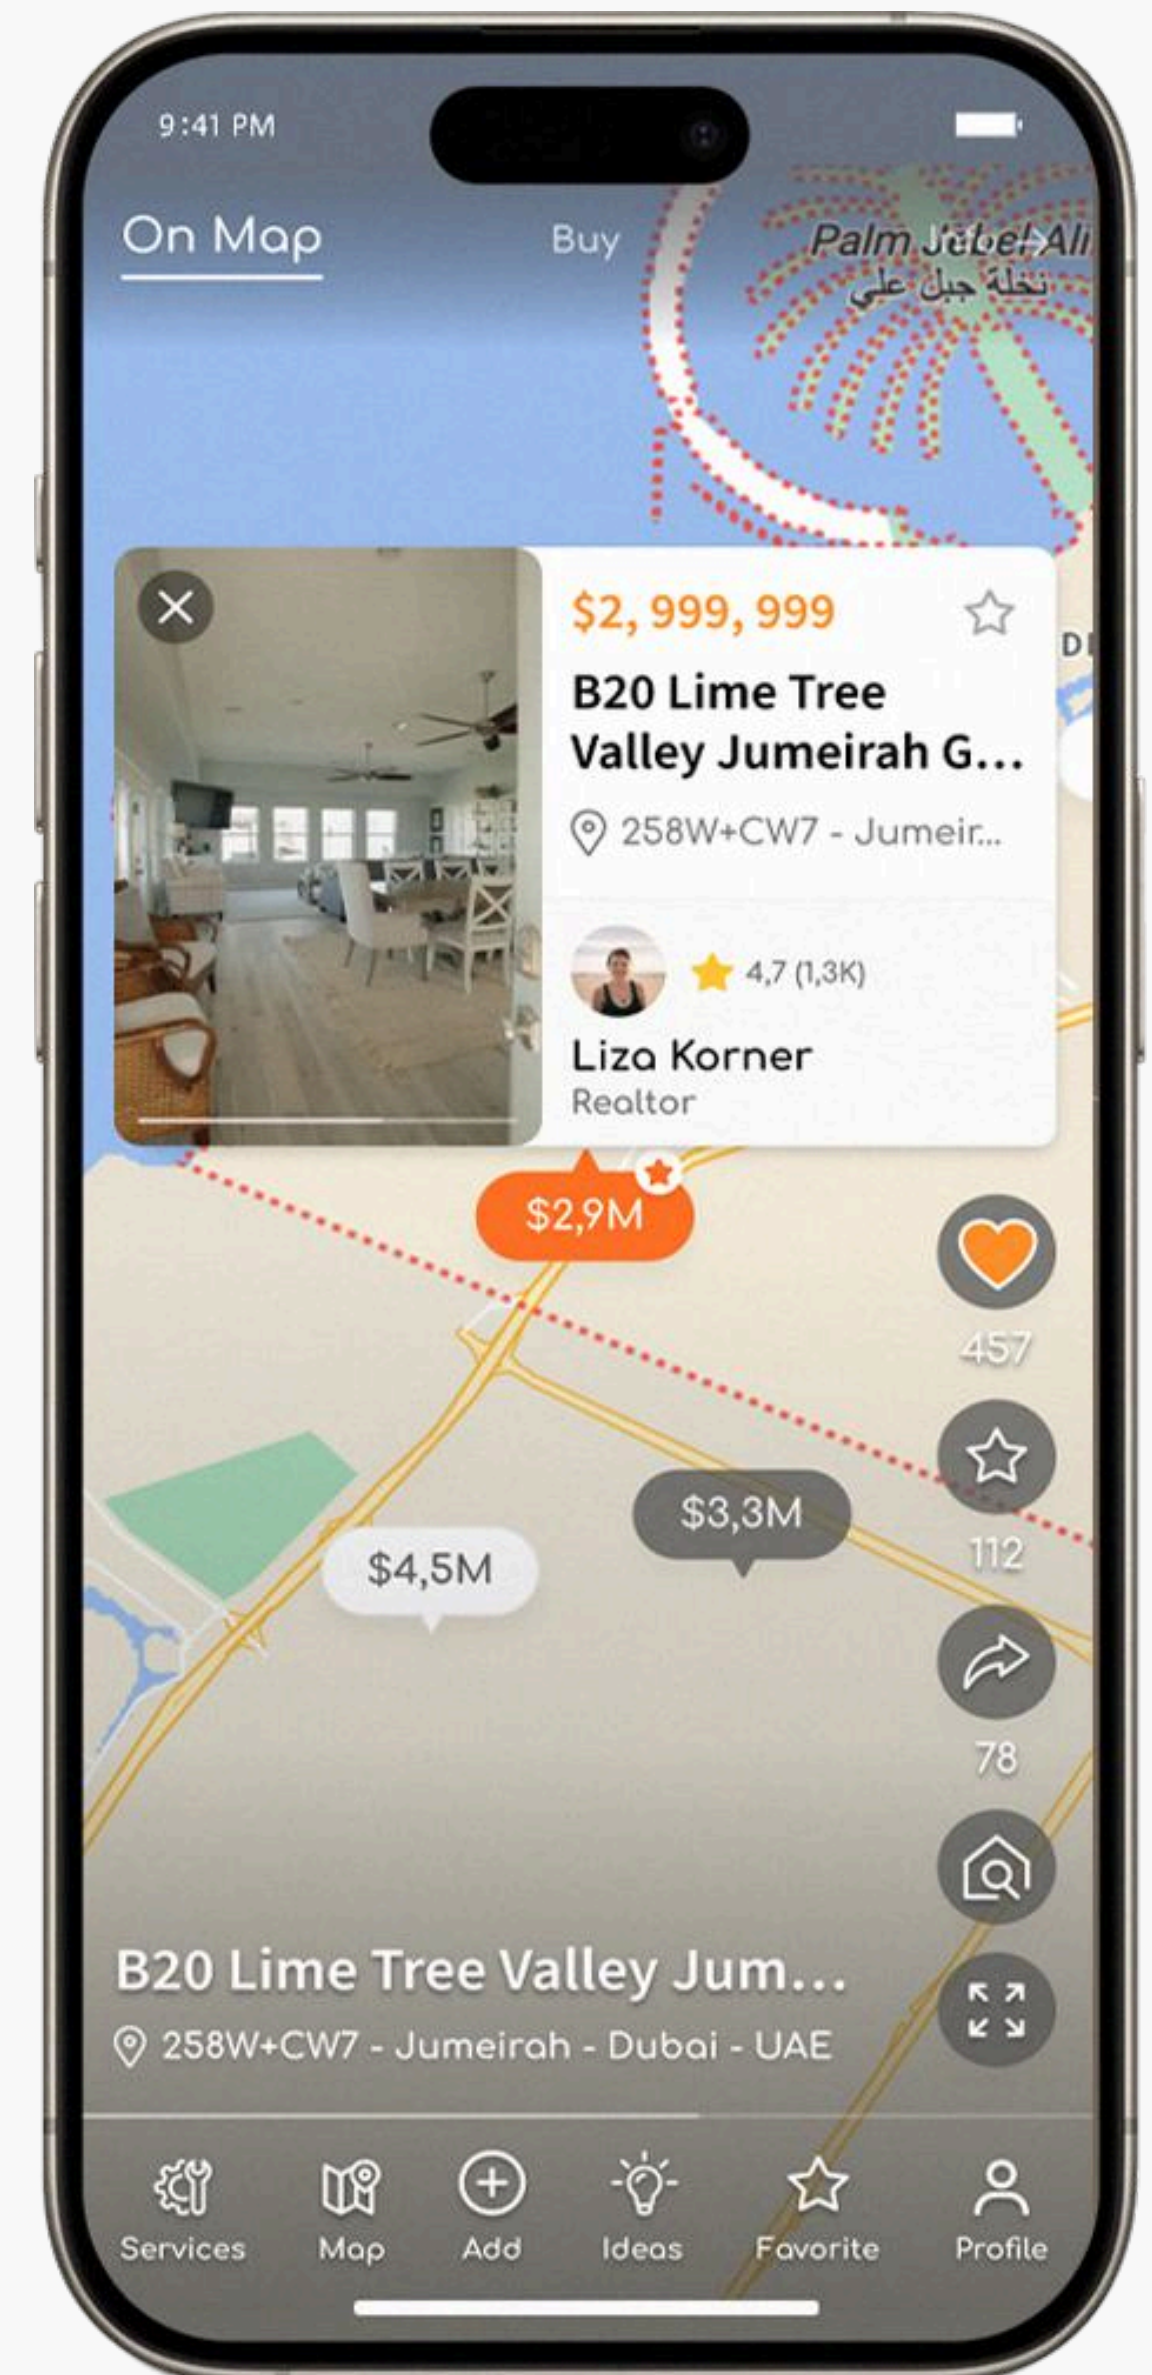 9:41 PM
On Map
Buy
Palm Jebel Ali
نخلة جبل علي
$2, 999, 999
B20 Lime Tree
Valley Jumeirah G...
258W+CW7 - Jumeir...
4,7 (1,3K)
Liza Korner
Realtor
$2,9M
457
$3,3M
112
$4,5M
78
B20 Lime Tree Valley Jum...
258W+CW7 - Jumeirah - Dubai - UAE
Services
Map
Add
Ideas
Favorite
Profile